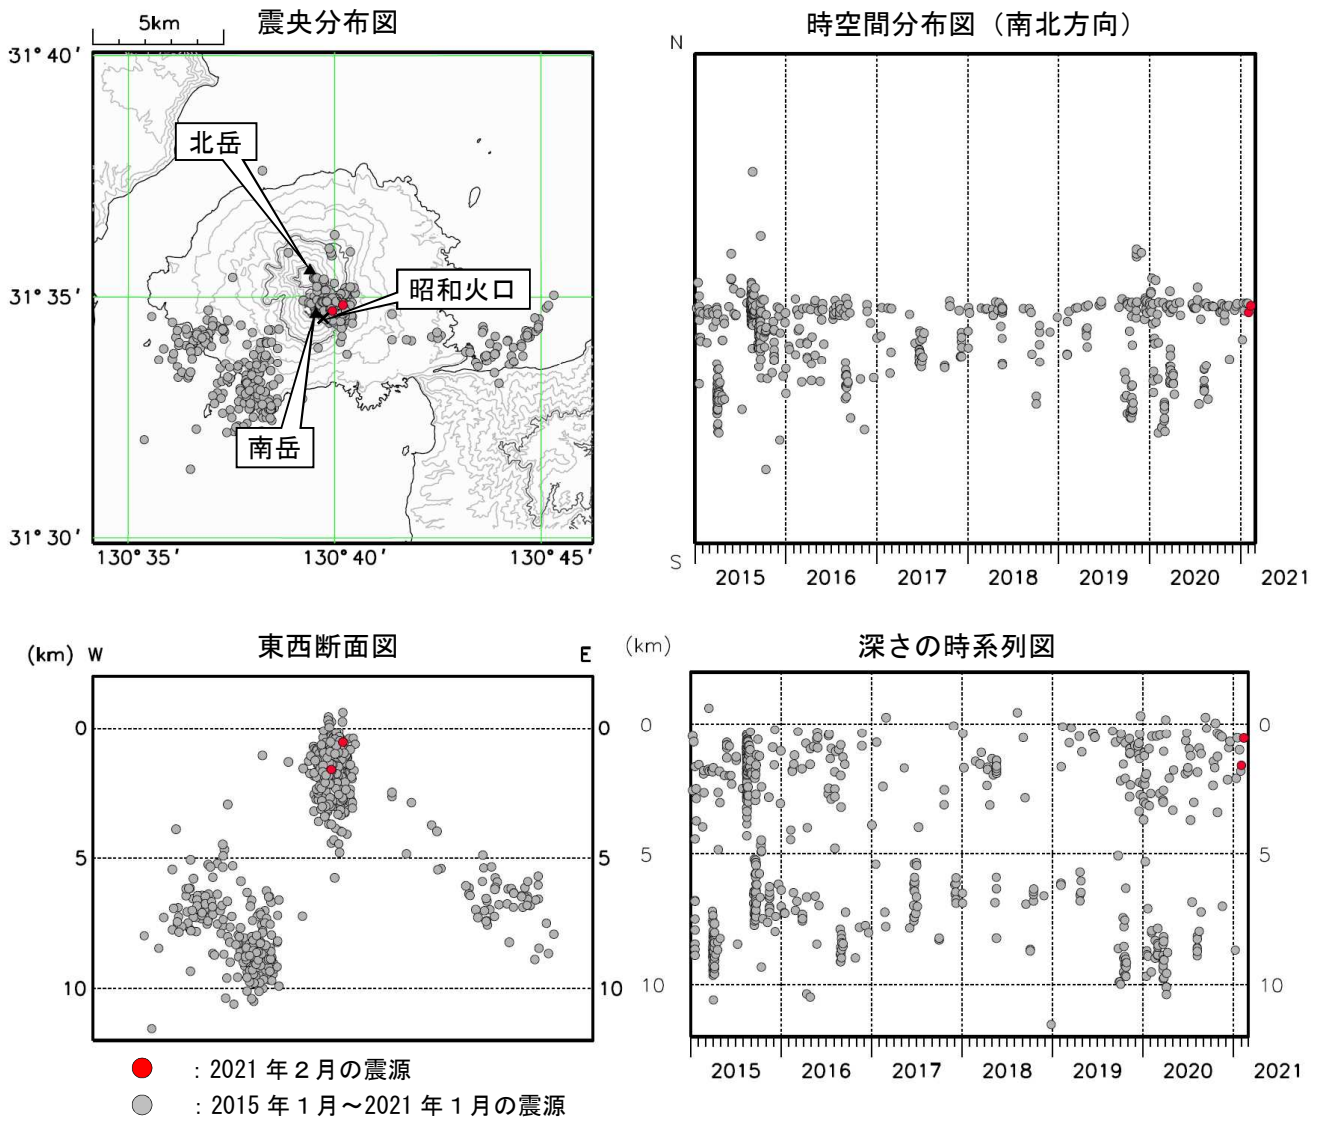 震央分布図
5km
31°40′
31°35′
31°30′
130°35′
130°40′
130°45′
北岳
昭和火口
南岳
時空間分布図（南北方向）
N
S
2015
2016
2017
2018
2019
2020
2021
東西断面図
(km) W
E
0
0
5
10
10
深さの時系列図
(km)
0
0
5
5
10
10
2015
2016
2017
2018
2019
2020
2021
：2021 年２月の震源
：2015 年１月～2021 年１月の震源